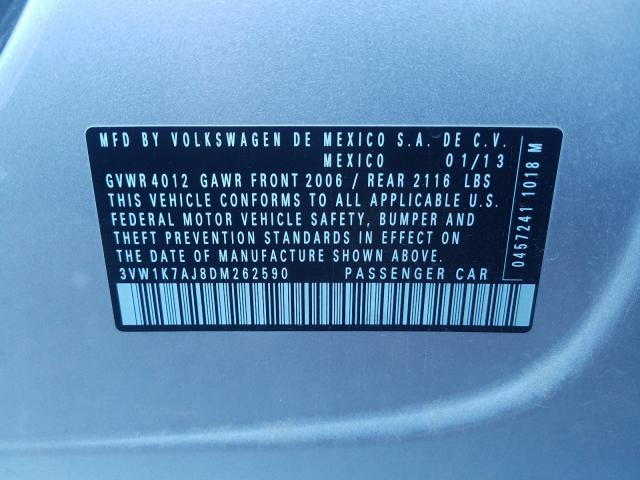 MFD BY VOLKSWAGEN DE MEXICO S.A. DE C.V.
MEXICO 01/13
GVWR 4012 GAWR FRONT 2006 / REAR 2116 LBS
THIS VEHICLE CONFORMS TO ALL APPLICABLE U.S.
FEDERAL MOTOR VEHICLE SAFETY, BUMPER AND
THEFT PREVENTION STANDARDS IN EFFECT ON
THE DATE OF MANUFACTURE SHOWN ABOVE
3VW1K7AJ8DM262590 PASSENGER CAR
0457241 1018 M